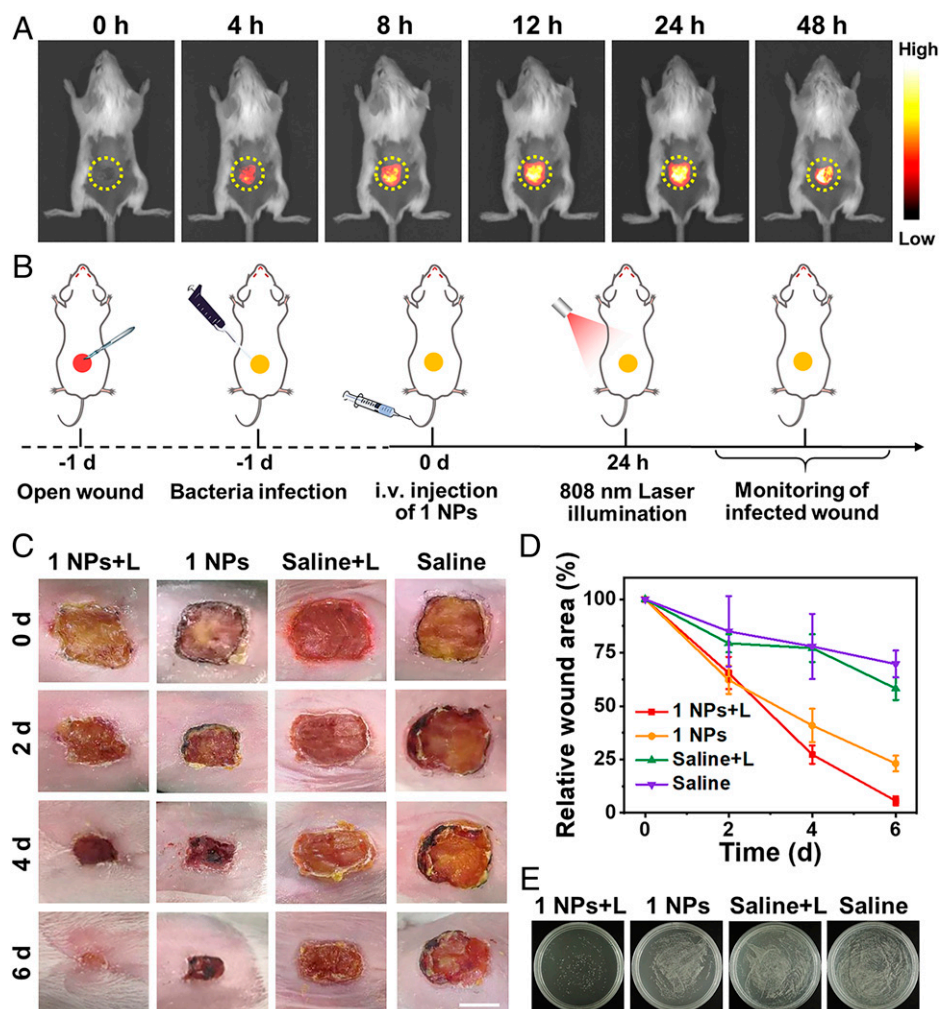 A
0 h 4 h 8 h 12 h 24 h 48 h
High
Low
B
-1 d -1 d 0 d 24 h
Open wound Bacteria infection i.v. injection of 1 NPs 808 nm Laser illumination Monitoring of infected wound
C
1 NPs+L 1 NPs Saline+L Saline
0 d
2 d
4 d
6 d
D
Relative wound area (%)
100
75
50
25
0
1 NPs+L
1 NPs
Saline+L
Saline
0 2 4 6
Time (d)
E
1 NPs+L 1 NPs Saline+L Saline